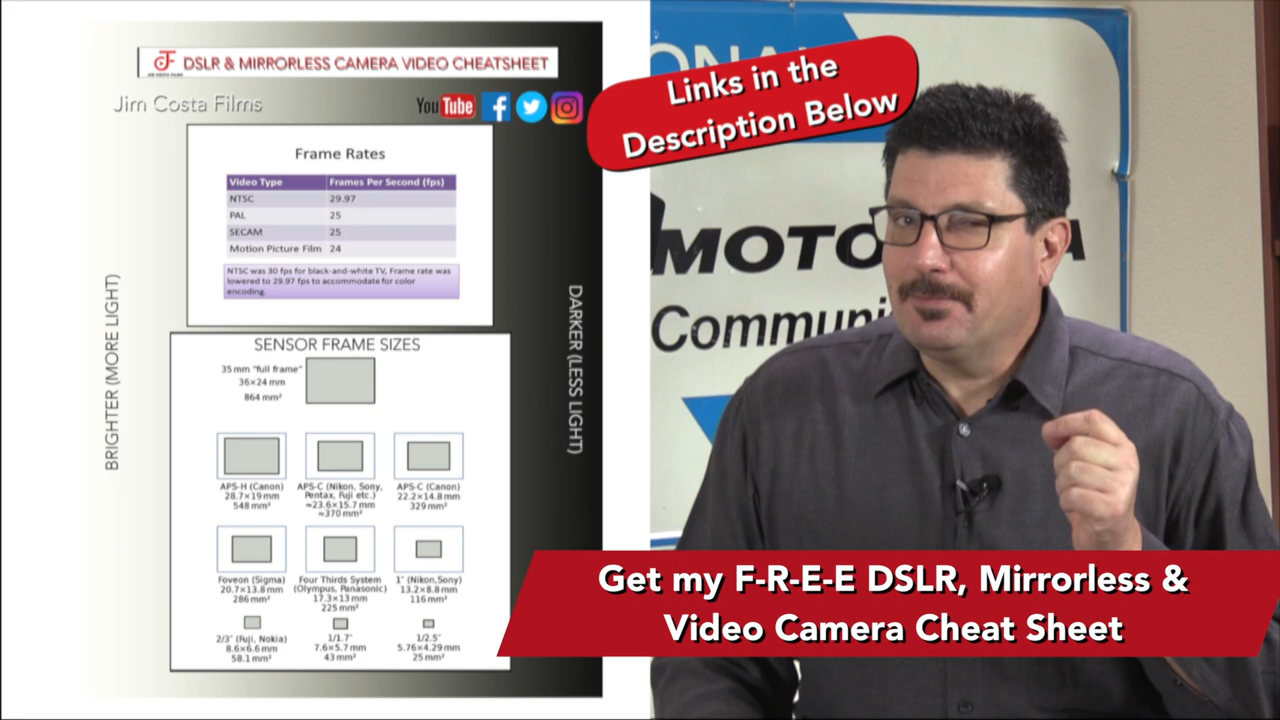 DSLR & MIRRORLESS CAMERA VIDEO CHEATSHEET
JIM COSTA FILMS
Jim Costa Films
YouTube
Frame Rates
Video Type Frames Per Second (fps)
NTSC 29.97
PAL 25
SECAM 25
Motion Picture Film 24
NTSC was 30 fps for black-and-white TV, Frame rate was
lowered to 29.97 fps to accommodate for color
encoding.
BRIGHTER (MORE LIGHT)
DARKER (LESS LIGHT)
SENSOR FRAME SIZES
35 mm "full frame"
36×24 mm
864 mm²
APS-H (Canon)
28.7×19 mm
548 mm²
APS-C (Nikon, Sony,
Pentax, Fuji etc.)
≈23.6×15.7 mm
≈370 mm²
APS-C (Canon)
22.2×14.8 mm
329 mm²
Foveon (Sigma)
20.7×13.8 mm
286 mm²
Four Thirds System
(Olympus, Panasonic)
17.3×13 mm
225 mm²
1" (Nikon,Sony)
13.2×8.8 mm
116 mm²
2/3" (Fuji, Nokia)
8.6×6.6 mm
58.1 mm²
1/1.7"
7.6×5.7 mm
43 mm²
1/2.5"
5.76×4.29 mm
25 mm²
Links in the
Description Below
ONAL
MOTO A
Communi
Get my F-R-E-E DSLR, Mirrorless &
Video Camera Cheat Sheet